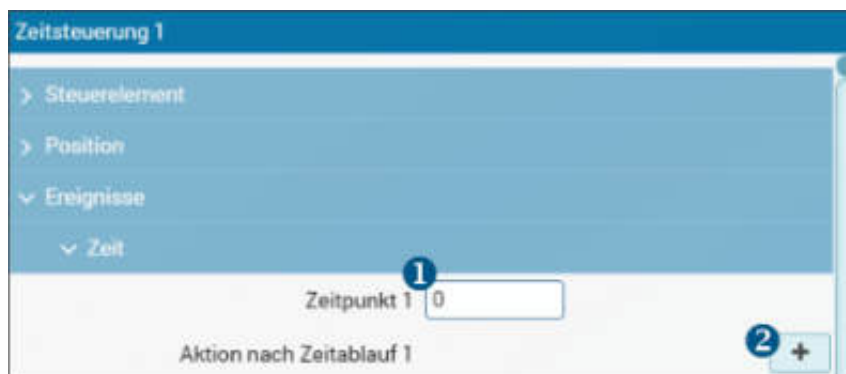 Zeitsteuerung 1
> Steuerelement
> Position
Ereignisse
Zeit
1
Zeitpunkt 1 0
Aktion nach Zeitablauf 1 2 +